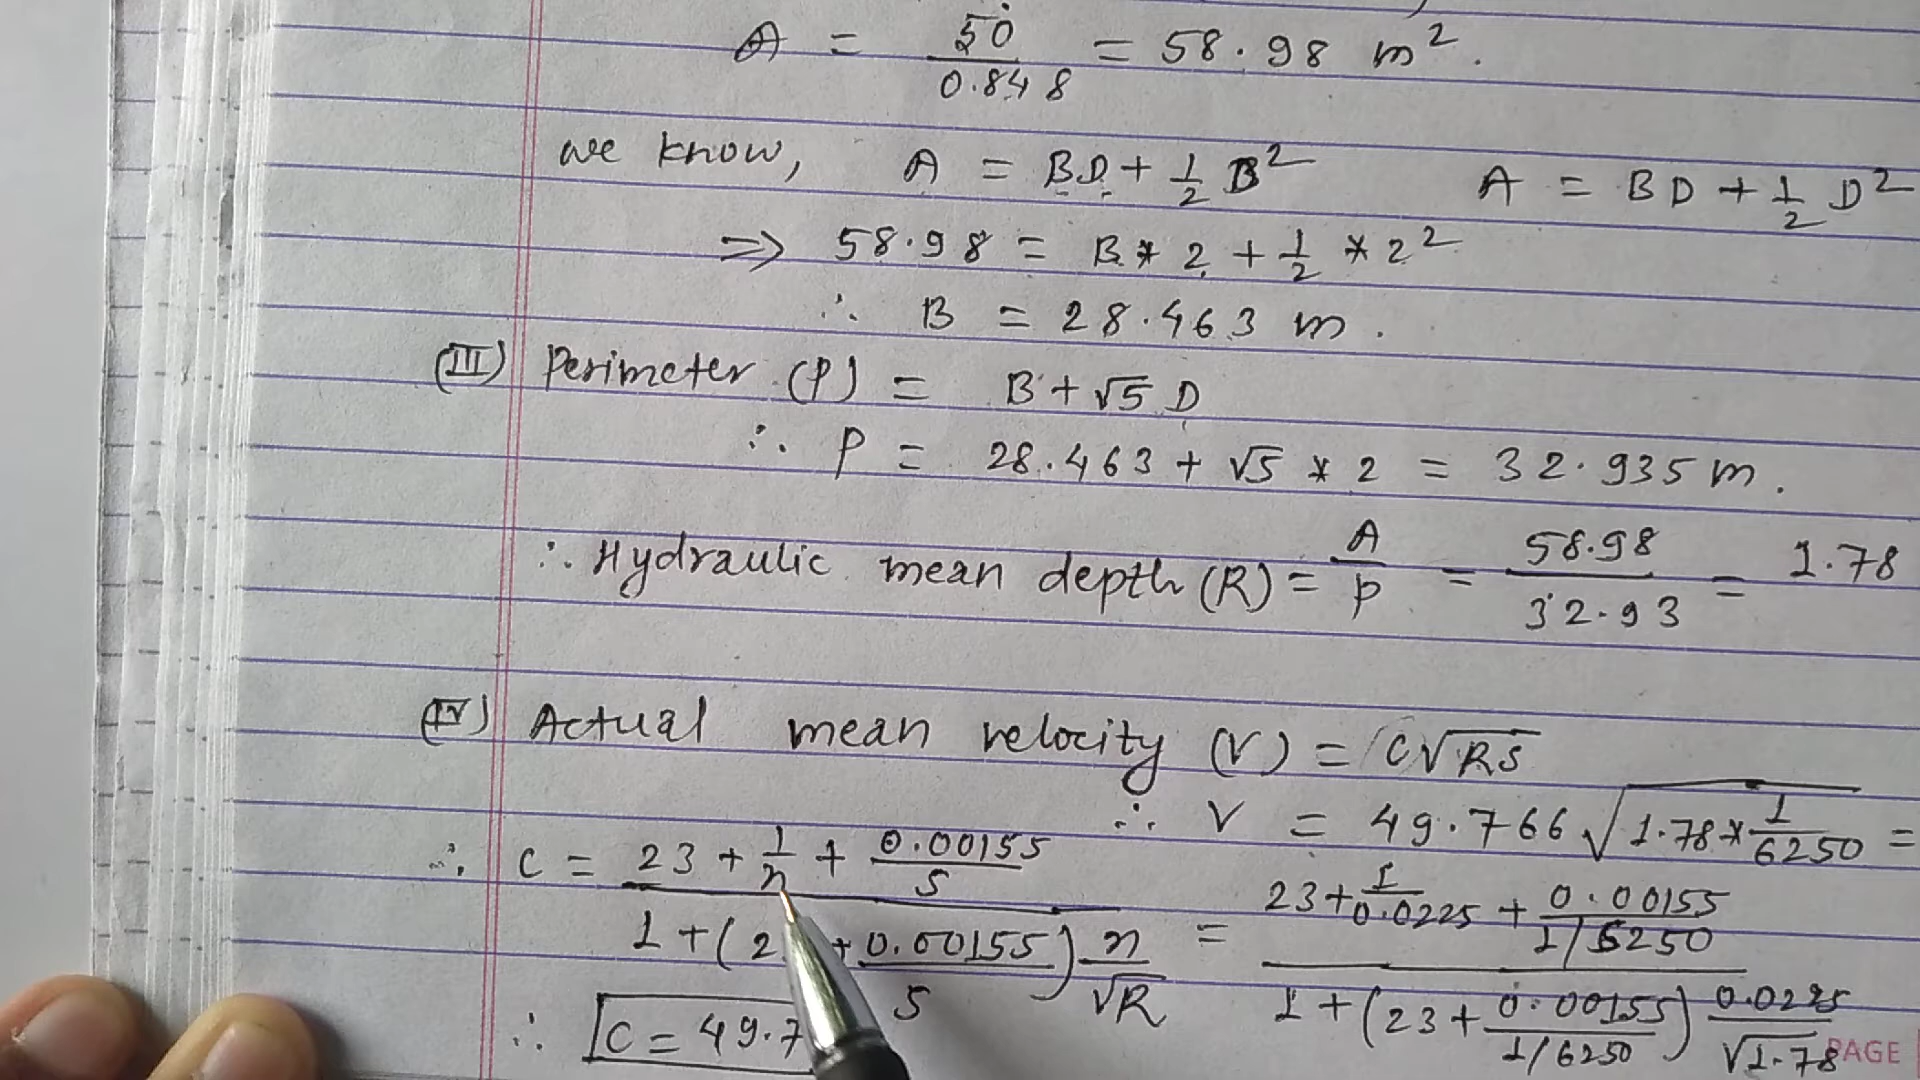 A = 50/0.848 = 58.98 m².
we know, A = BD + 1/2 B² A = BD + 1/2 D²
⇒ 58.98 = B * 2 + 1/2 * 2²
∴ B = 28.463 m.
(III) Perimeter (P) = B + √5 D
∴ P = 28.463 + √5 * 2 = 32.935 m.
∴ Hydraulic mean depth (R) = A/P = 58.98/32.93 = 1.78
(IV) Actual mean velocity (V) = C√RS
∴ V = 49.766 √(1.78 * 1/6250) =
∴ C = (23 + 1/n + 0.00155/S) / (1 + (2 + 0.00155/S) n/√R) = (23 + 1/0.0225 + 0.00155/1/6250) / (1 + (23 + 0.00155/1/6250) 0.0225/√1.78)
∴ C = 49.7
PAGE